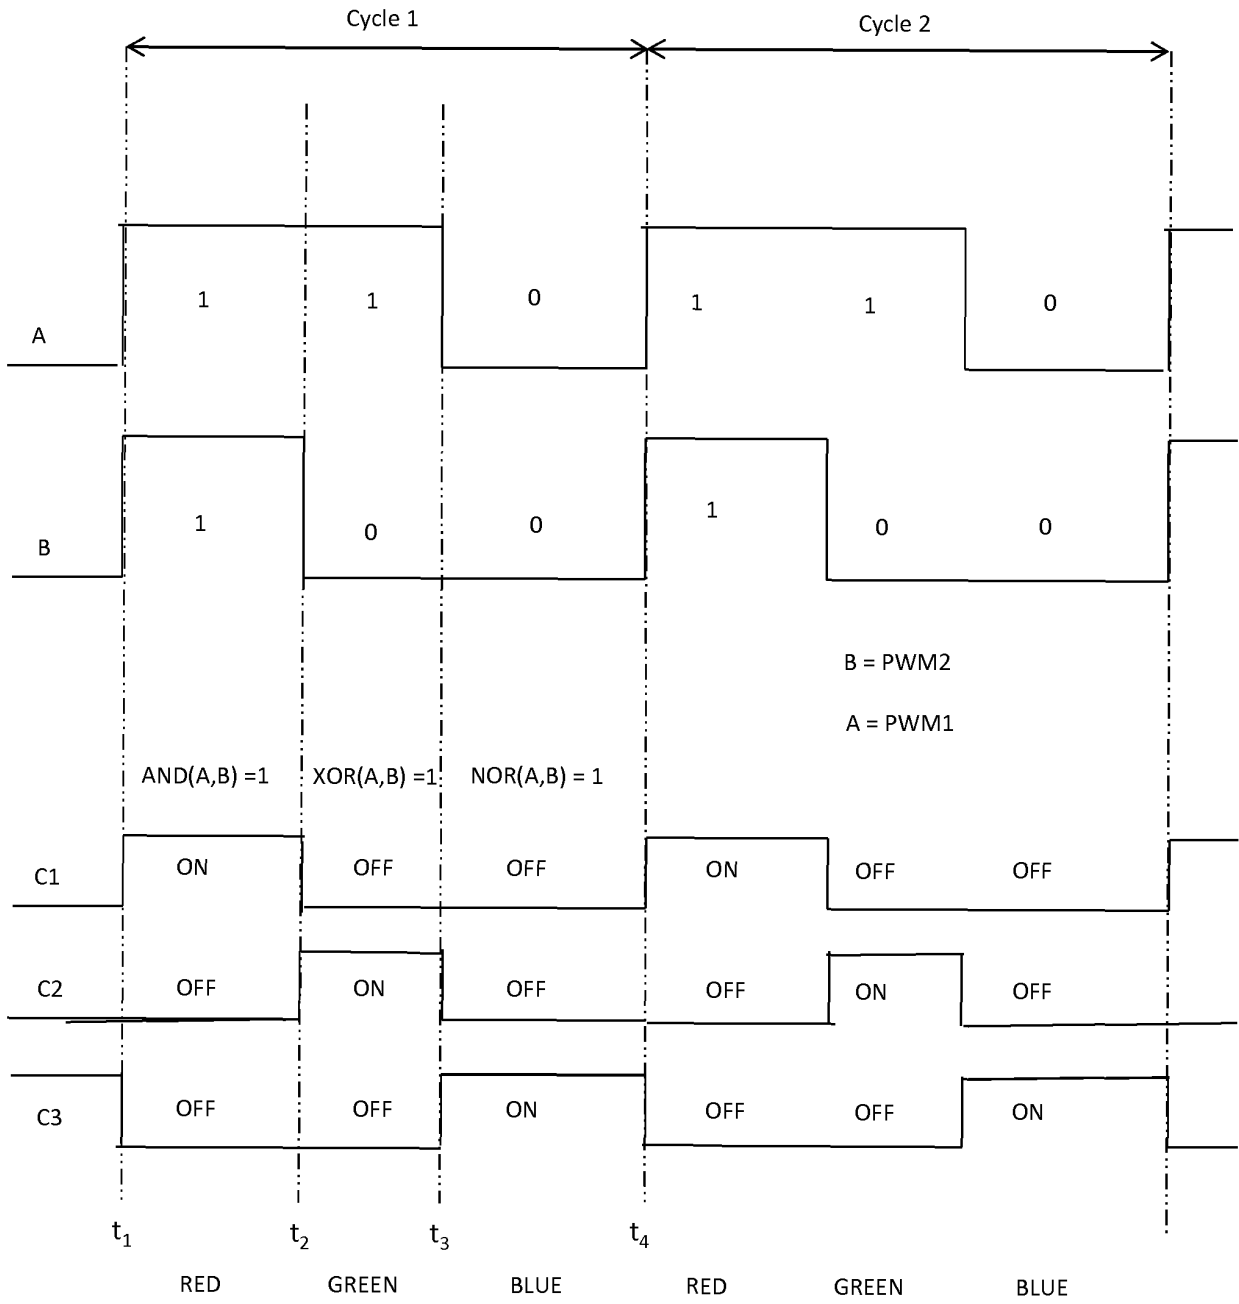 Cycle 1 Cycle 2
1 1 0 1 1 0
A
1 0 0 1 0 0
B
B = PWM2
A = PWM1
AND(A,B) =1 XOR(A,B) =1 NOR(A,B) = 1
C1 ON OFF OFF ON OFF OFF
C2 OFF ON OFF OFF ON OFF
C3 OFF OFF ON OFF OFF ON
t1 t2 t3 t4
RED GREEN BLUE RED GREEN BLUE